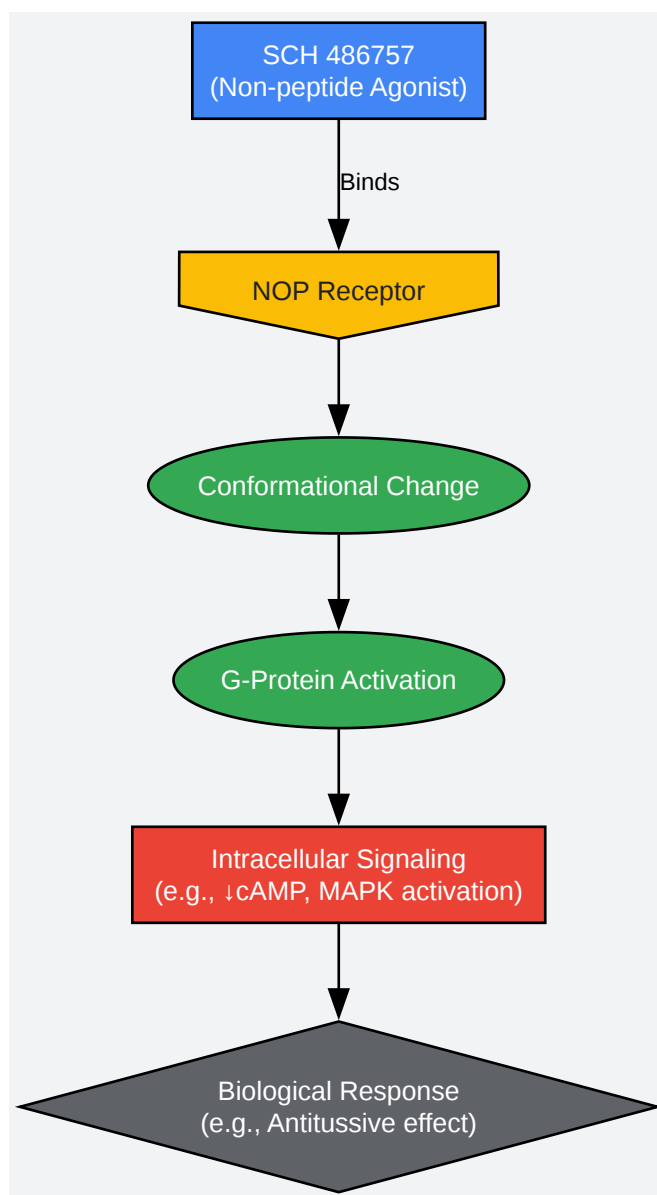 SCH 486757
(Non-peptide Agonist)
Binds
NOP Receptor
Conformational Change
G-Protein Activation
Intracellular Signaling
(e.g., ↓cAMP, MAPK activation)
Biological Response
(e.g., Antitussive effect)